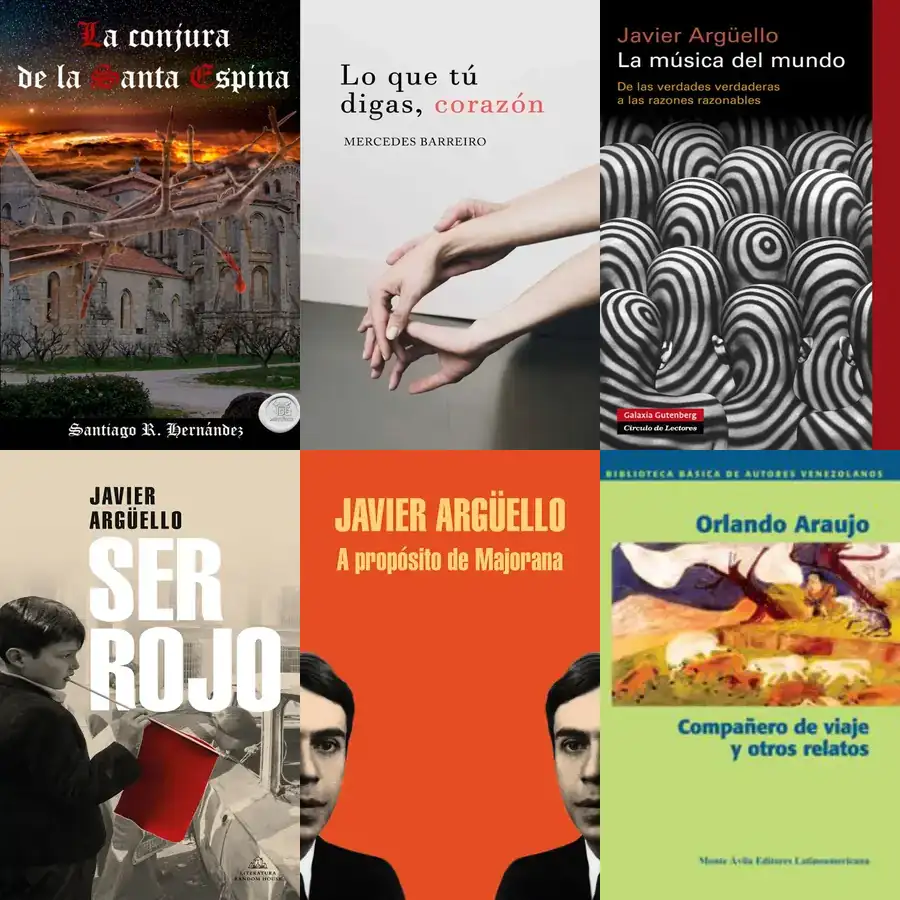 La conjura
de la Santa Espina
Santiago R. Hernández
Lo que tú
digas, corazón
MERCEDES BARREIRO
Javier Argüello
La música del mundo
De las verdades verdaderas
a las razones razonables
Galaxia Gutenberg
Círculo de Lectores
JAVIER
ARGÜELLO
SER
ROJO
LITERATURA
RANDOM HOUSE
JAVIER ARGÜELLO
A propósito de Majorana
BIBLIOTECA BÁSICA DE AUTORES VENEZOLANOS
Orlando Araujo
Compañero de viaje
y otros relatos
Monte Ávila Editores Latinoamericana